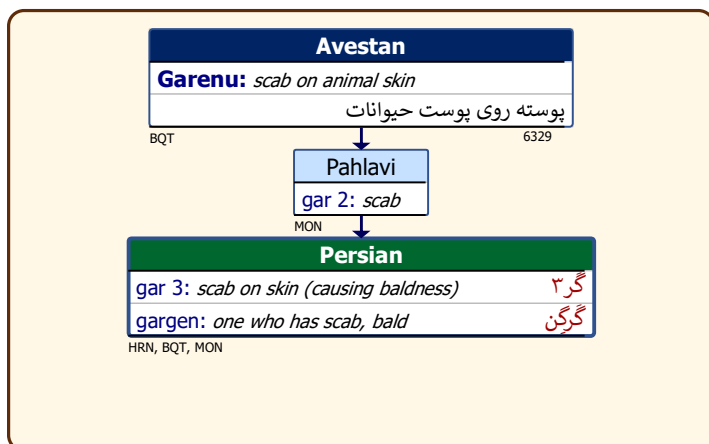 Avestan
Garenu: scab on animal skin
پوسته روی پوست حیوانات
BQT 6329
Pahlavi
gar 2: scab
MON
Persian
gar 3: scab on skin (causing baldness) گر۳
gargen: one who has scab, bald گَرگِن
HRN, BQT, MON